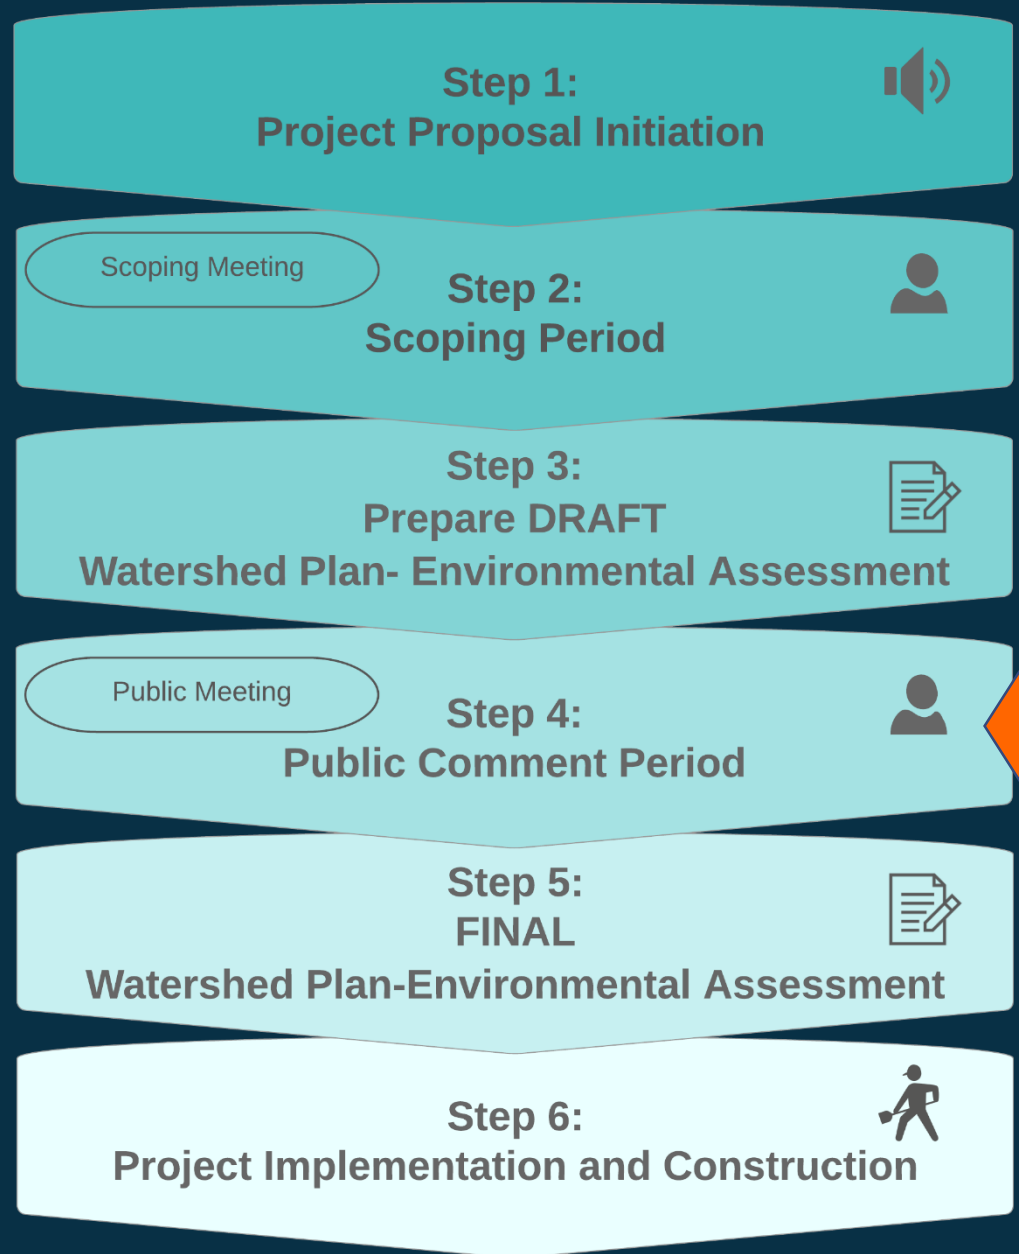 Step 1:
Project Proposal Initiation
Scoping Meeting
Step 2:
Scoping Period
Step 3:
Prepare DRAFT
Watershed Plan- Environmental Assessment
Public Meeting
Step 4:
Public Comment Period
Step 5:
FINAL
Watershed Plan-Environmental Assessment
Step 6:
Project Implementation and Construction